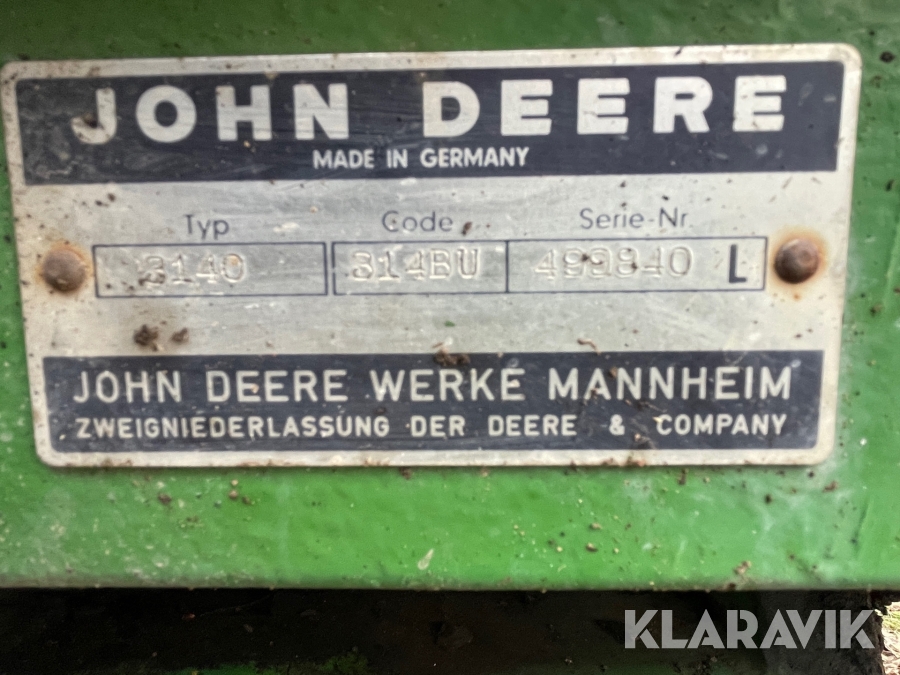 JOHN DEERE
MADE IN GERMANY
Typ Code Serie-Nr.
3140 314BU 499840 L
JOHN DEERE WERKE MANNHEIM
ZWEIGNIEDERLASSUNG DER DEERE & COMPANY
KLARAVIK